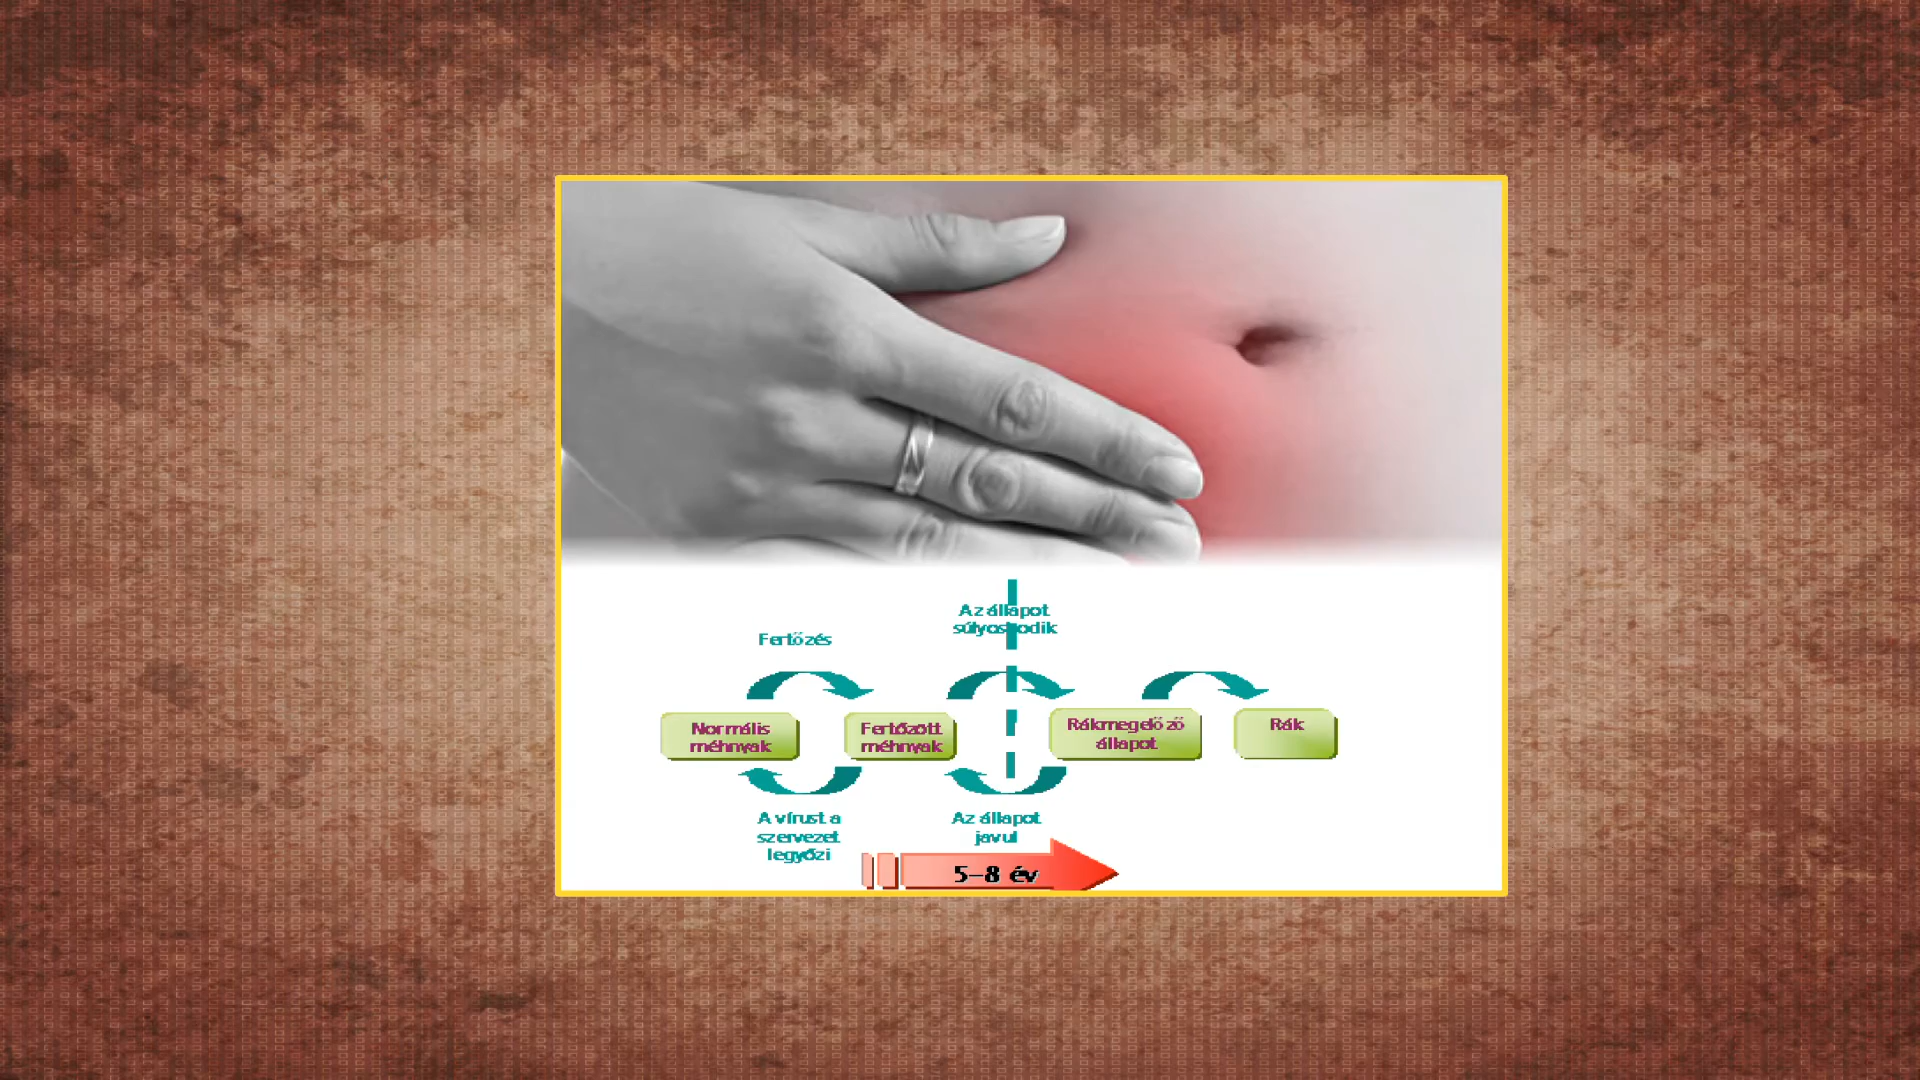 Az állapot
súlyosbodik
Fertőzés
Normális
méhnyak
Fertőzött
méhnyak
Rákmegelőző
állapot
Rák
A vírust a
szervezet
legyőzi
Az állapot
javul
5–8 év